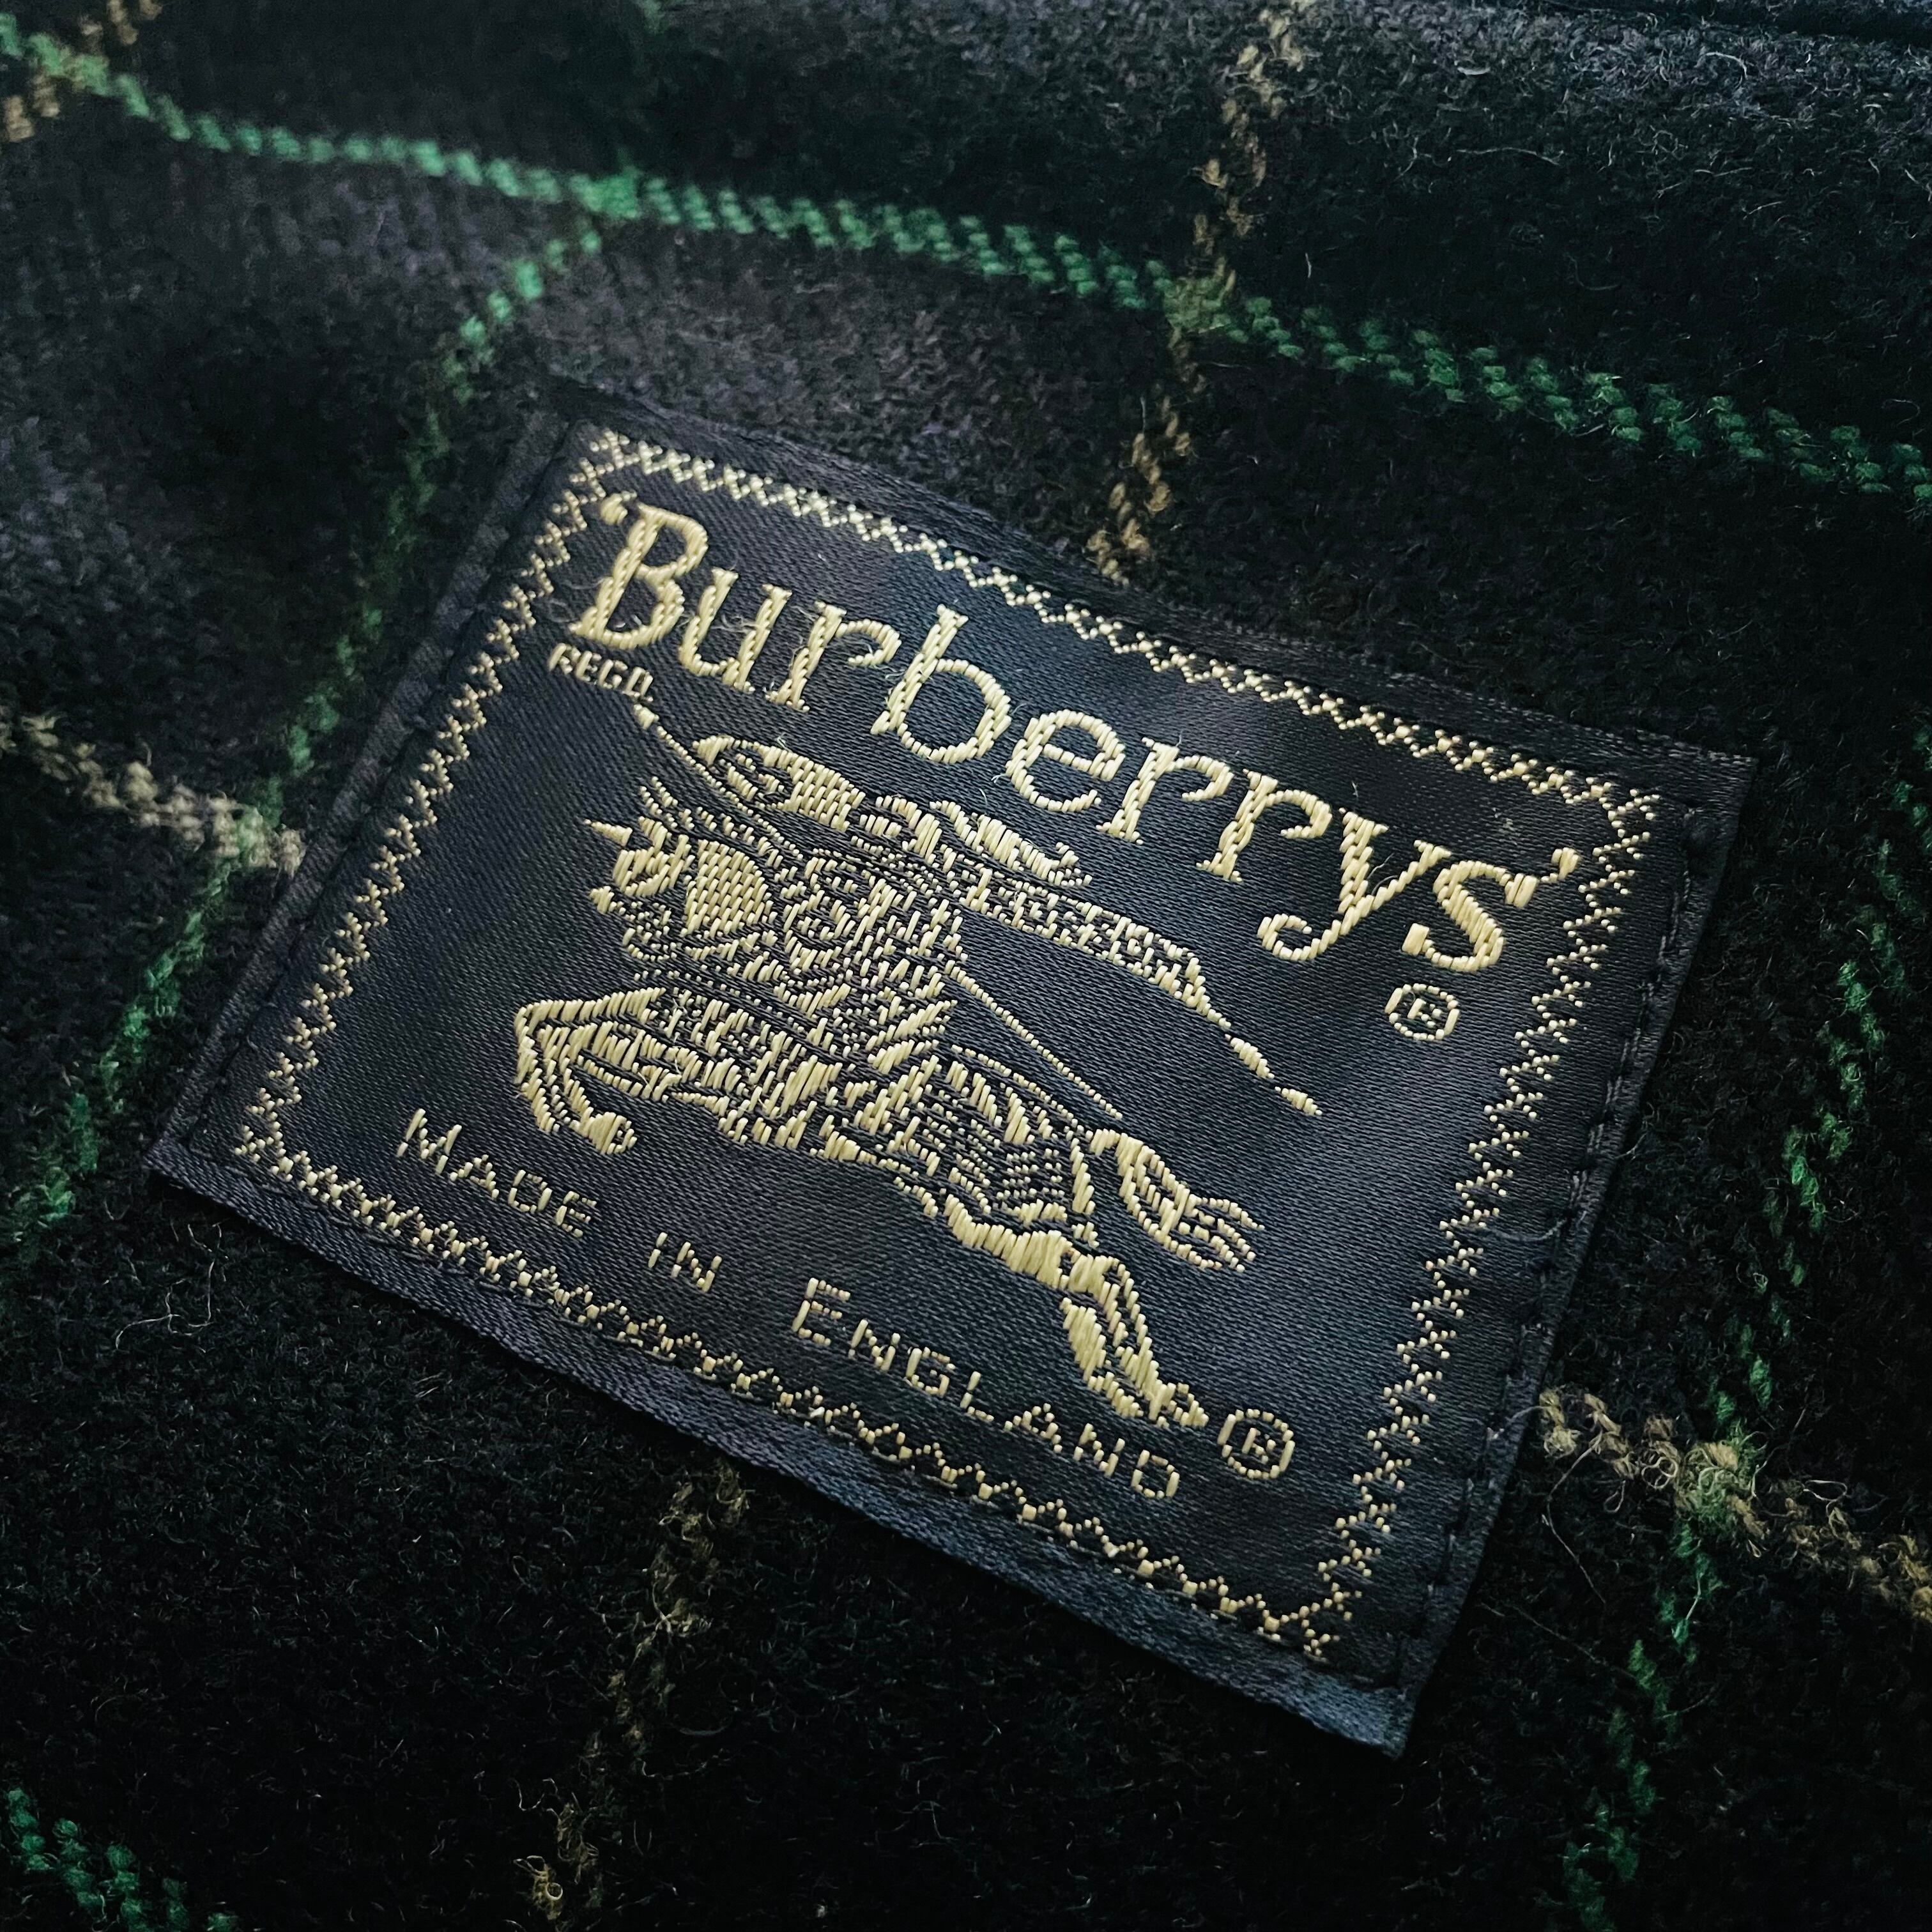 'Burberrys'
REGD.
®
MADE IN ENGLAND ®